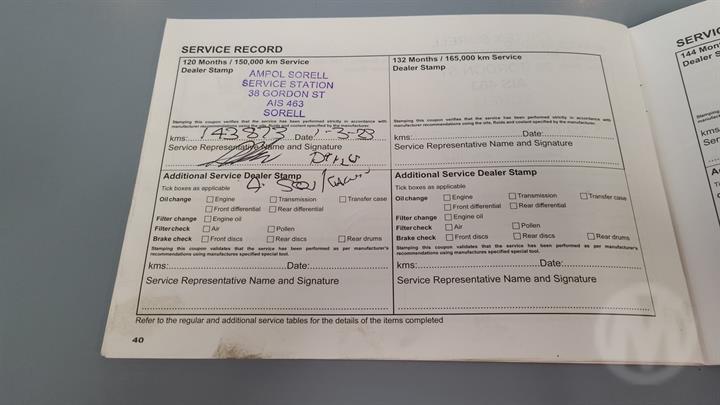 SERVICE RECORD
120 Months / 150,000 km Service
Dealer Stamp
AMPOL SORELL
SERVICE STATION
38 GORDON ST
AIS 463
SORELL
Stamping this coupon verifies that the service has been performed strictly in accordance with
manufacturer recommendations using the oils, fluids and coolant specified by the manufacturer.
kms: 143893 Date: 1-3-23
Service Representative Name and Signature
Additional Service Dealer Stamp
Tick boxes as applicable
Oil change Engine Transmission Transfer case
Front differential Rear differential
Filter change Engine oil
Filter check Air Pollen
Brake check Front discs Rear discs Rear drums
Stamping this coupon validates that the service has been performed as per manufacturer's
recommendations using manufactures specified special tool.
kms: Date:
Service Representative Name and Signature
132 Months / 165,000 km Service
Dealer Stamp
Stamping this coupon verifies that the service has been performed strictly in accordance with
manufacturer recommendations using the oils, fluids and coolant specified by the manufacturer.
kms: Date:
Service Representative Name and Signature
Additional Service Dealer Stamp
Tick boxes as applicable
Oil change Engine Transmission Transfer case
Front differential Rear differential
Filter change Engine oil
Filter check Air Pollen
Brake check Front discs Rear discs Rear drums
Stamping this coupon validates that the service has been performed as per manufacturer's
recommendations using manufactures specified special tool.
kms: Date:
Service Representative Name and Signature
Refer to the regular and additional service tables for the details of the items completed
40
SERVIC
144 Mont
Dealer S
kms
Ser
Ad
Tic
O
M